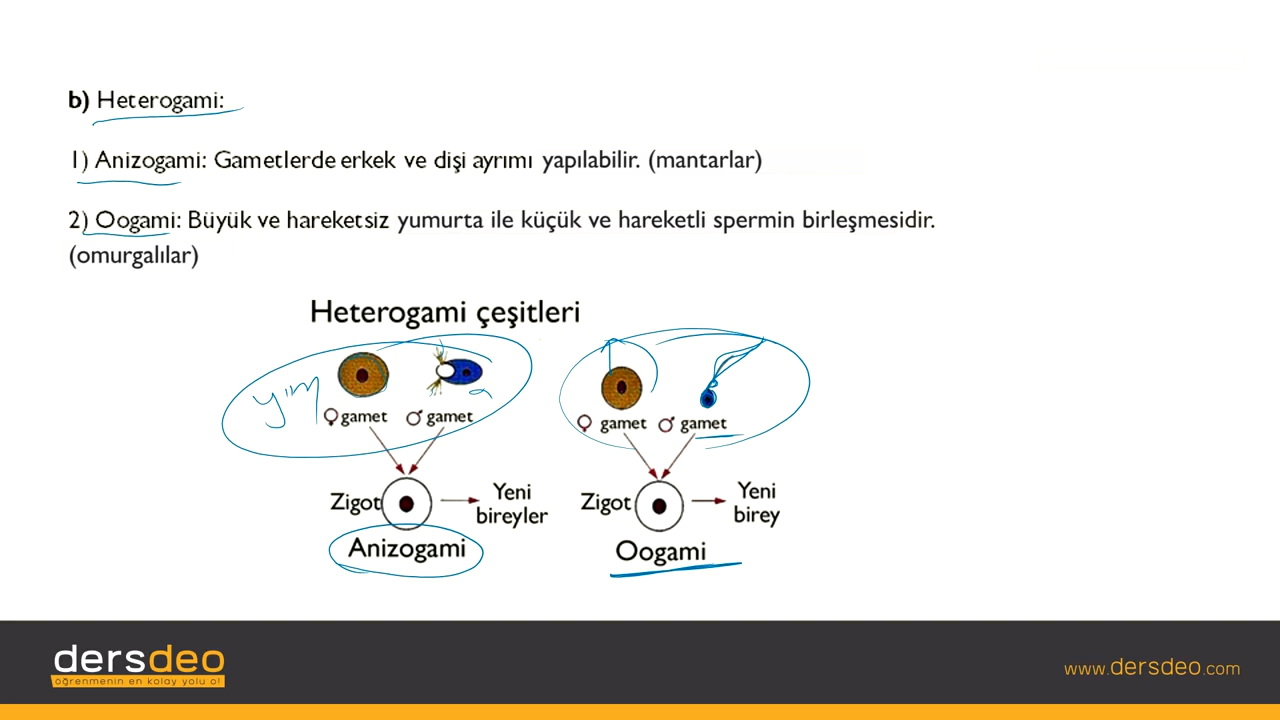 b) Heterogami:
1) Anizogami: Gametlerde erkek ve dişi ayrımı yapılabilir. (mantarlar)
2) Oogami: Büyük ve hareketsiz yumurta ile küçük ve hareketli spermin birleşmesidir.
(omurgalılar)
Heterogami çeşitleri
♀ gamet ♂ gamet
Zigot
Yeni
bireyler
Anizogami
♀ gamet ♂ gamet
Zigot
Yeni
birey
Oogami
dersdeo
öğrenmenin en kolay yolu o!
www.dersdeo.com